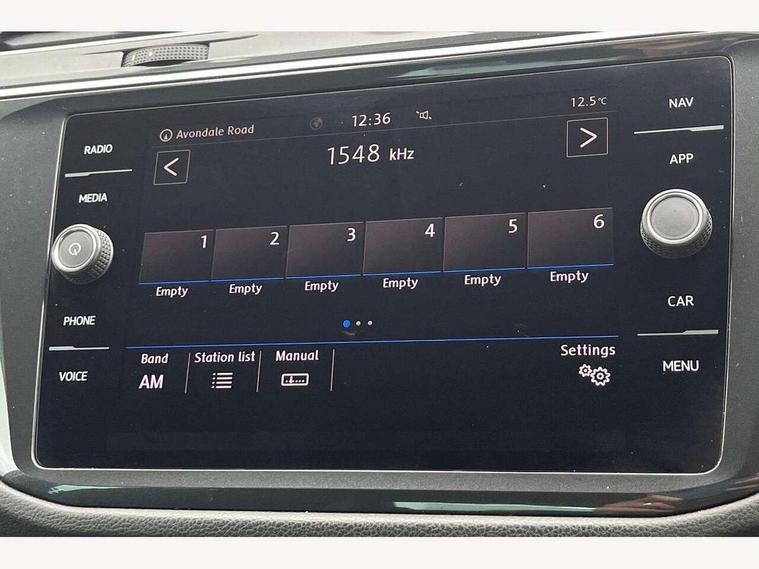 NAV
12:36
12.5°C
Avondale Road
RADIO
1548 kHz
APP
MEDIA
1
2
3
4
5
6
Empty
Empty
Empty
Empty
Empty
Empty
CAR
PHONE
Band
Station list
Manual
Settings
VOICE
AM
MENU